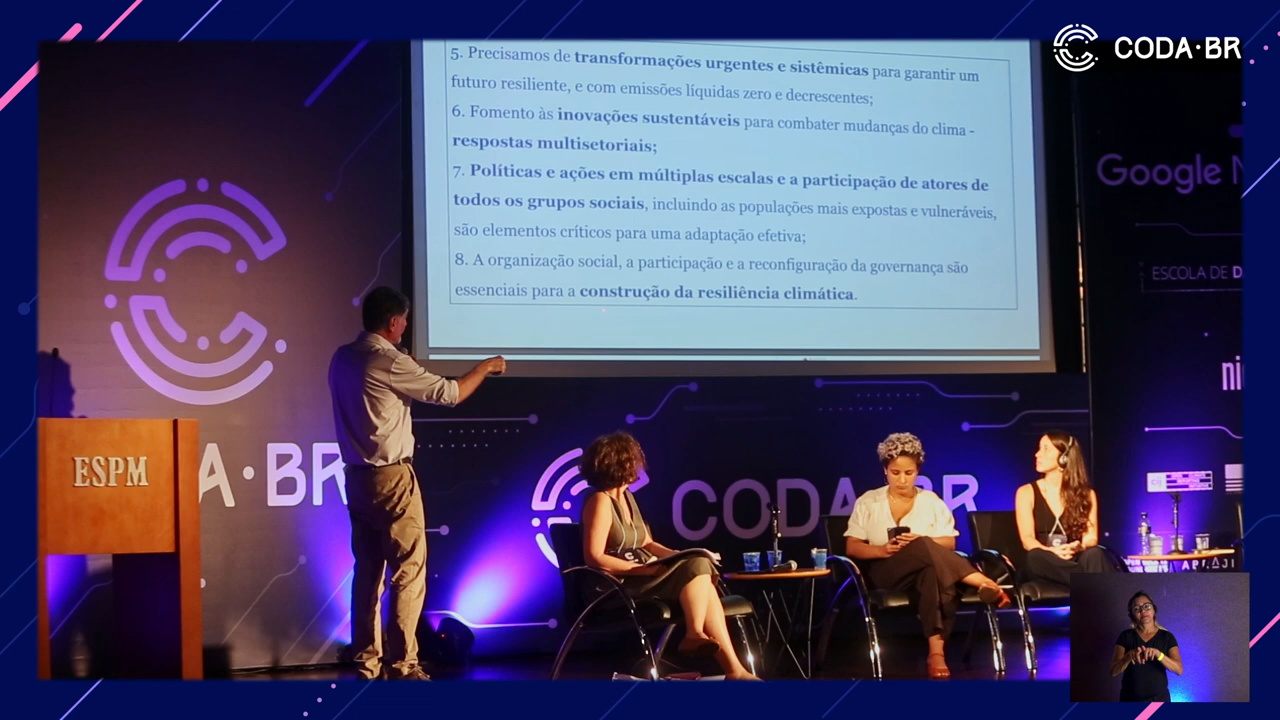 CODA·BR
5. Precisamos de transformações urgentes e sistêmicas para garantir um
futuro resiliente, e com emissões líquidas zero e decrescentes;
6. Fomento às inovações sustentáveis para combater mudanças do clima -
respostas multisetoriais;
7. Políticas e ações em múltiplas escalas e a participação de atores de
todos os grupos sociais, incluindo as populações mais expostas e vulneráveis,
são elementos críticos para uma adaptação efetiva;
8. A organização social, a participação e a reconfiguração da governança são
essenciais para a construção da resiliência climática.
Google N
ESCOLA DE D
ni
ESPM
A·BR
CODA BR